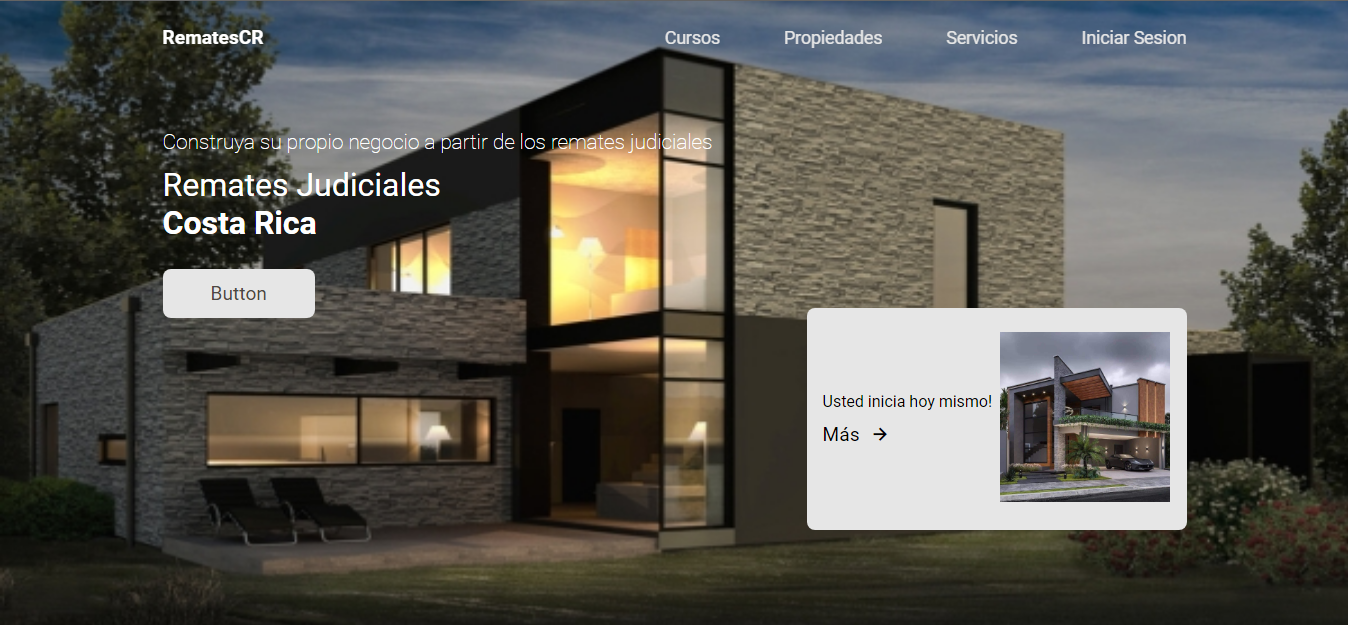 RematesCR
Cursos
Propiedades
Servicios
Iniciar Sesion
Construya su propio negocio a partir de los remates judiciales
Remates Judiciales
Costa Rica
Button
Usted inicia hoy mismo!
Más